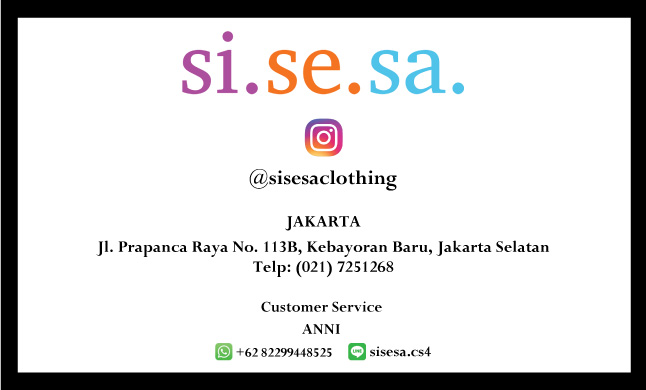 si.se.sa.
@sisesaclothing
JAKARTA
Jl. Prapanca Raya No. 113B, Kebayoran Baru, Jakarta Selatan
Telp: (021) 7251268
Customer Service
ANNI
+62 82299448525 LINE sisesa.cs4